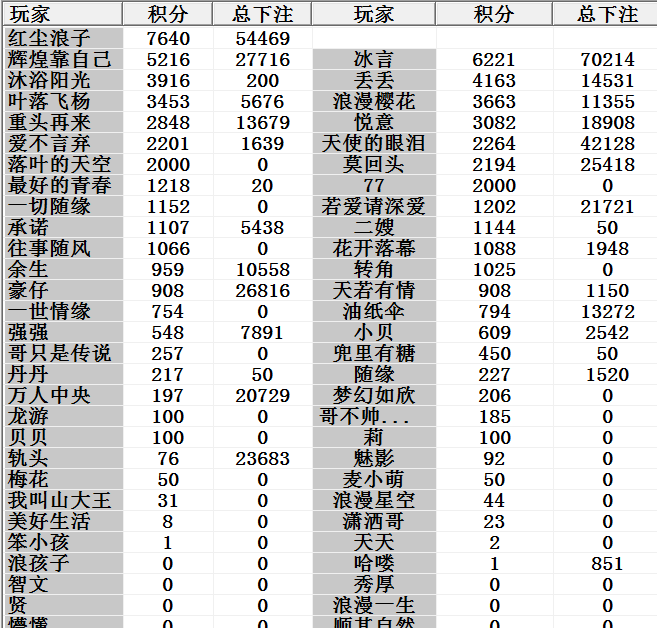 玩家 积分 总下注 玩家 积分 总下注
红尘浪子 7640 54469
辉煌靠自己 5216 27716 冰言 6221 70214
沐浴阳光 3916 200 丢丢 4163 14531
叶落飞杨 3453 5676 浪漫樱花 3663 11355
重头再来 2848 13679 悦意 3082 18908
爱不言弃 2201 1639 天使的眼泪 2264 42128
落叶的天空 2000 0 莫回头 2194 25418
最好的青春 1218 20 77 2000 0
一切随缘 1152 0 若爱请深爱 1202 21721
承诺 1107 5438 二嫂 1144 50
往事随风 1066 0 花开落幕 1088 1948
余生 959 10558 转角 1025 0
豪仔 908 26816 天若有情 908 1150
一世情缘 754 0 油纸伞 794 13272
强强 548 7891 小贝 609 2542
哥只是传说 257 0 兜里有糖 450 50
丹丹 217 50 随缘 227 1520
万人中央 197 20729 梦幻如欣 206 0
龙游 100 0 哥不帅... 185 0
贝贝 100 0 莉 100 0
轨头 76 23683 魅影 92 0
梅花 50 0 麦小萌 50 0
我叫山大王 31 0 浪漫星空 44 0
美好生活 8 0 潇洒哥 23 0
笨小孩 1 0 天天 2 0
浪孩子 0 0 哈喽 1 851
智文 0 0 秀厚 0 0
贤 0 0 浪漫一生 0 0
懵懂 0 0 顺其自然 0 0